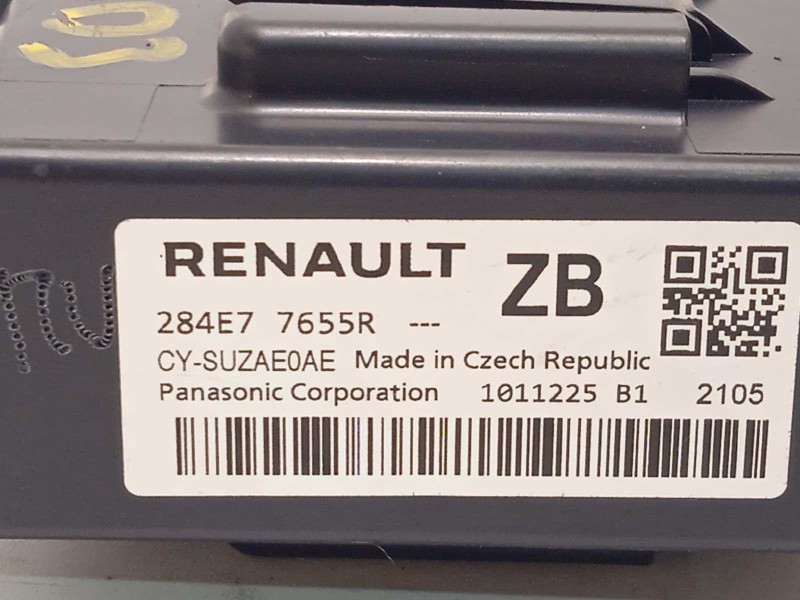 RENAULT ZB
284E7 7655R ---
CY-SUZAE0AE Made in Czech Republic
Panasonic Corporation 1011225 B1 2105